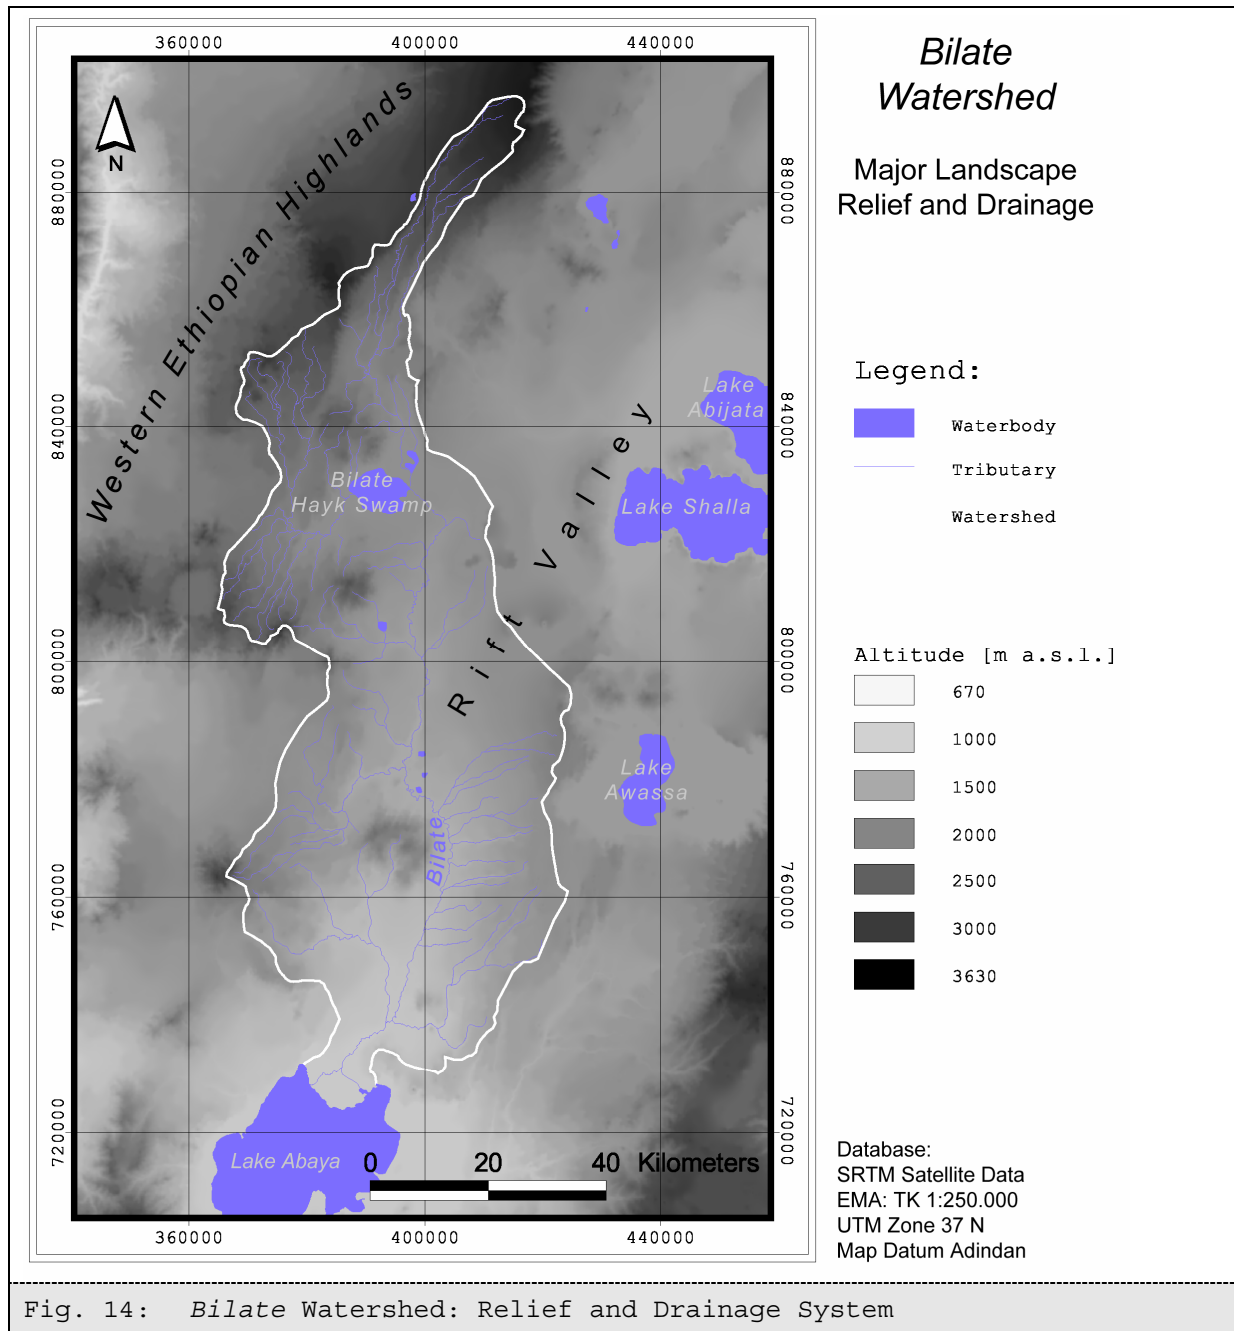 Bilate
Watershed
Major Landscape
Relief and Drainage
360000 400000 440000
N
Western Ethiopian Highlands
880000
880000
840000
840000
800000
800000
760000
760000
720000
720000
Lake
Abijata
Bilate
Hayk Swamp
Lake Shalla
Rift Valley
Lake
Awassa
Bilate
Lake Abaya
0 20 40 Kilometers
360000 400000 440000
Legend:
Waterbody
Tributary
Watershed
Altitude [m a.s.l.]
670
1000
1500
2000
2500
3000
3630
Database:
SRTM Satellite Data
EMA: TK 1:250.000
UTM Zone 37 N
Map Datum Adindan
Fig. 14: Bilate Watershed: Relief and Drainage System